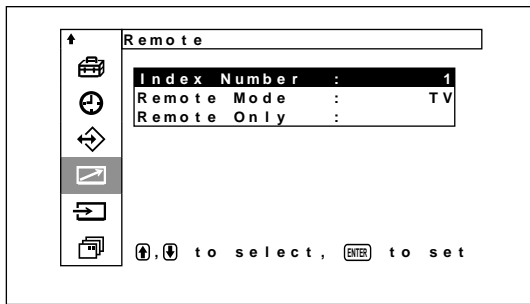 Remote
Index Number : 1
Remote Mode : TV
Remote Only :
, to select, ENTER to set